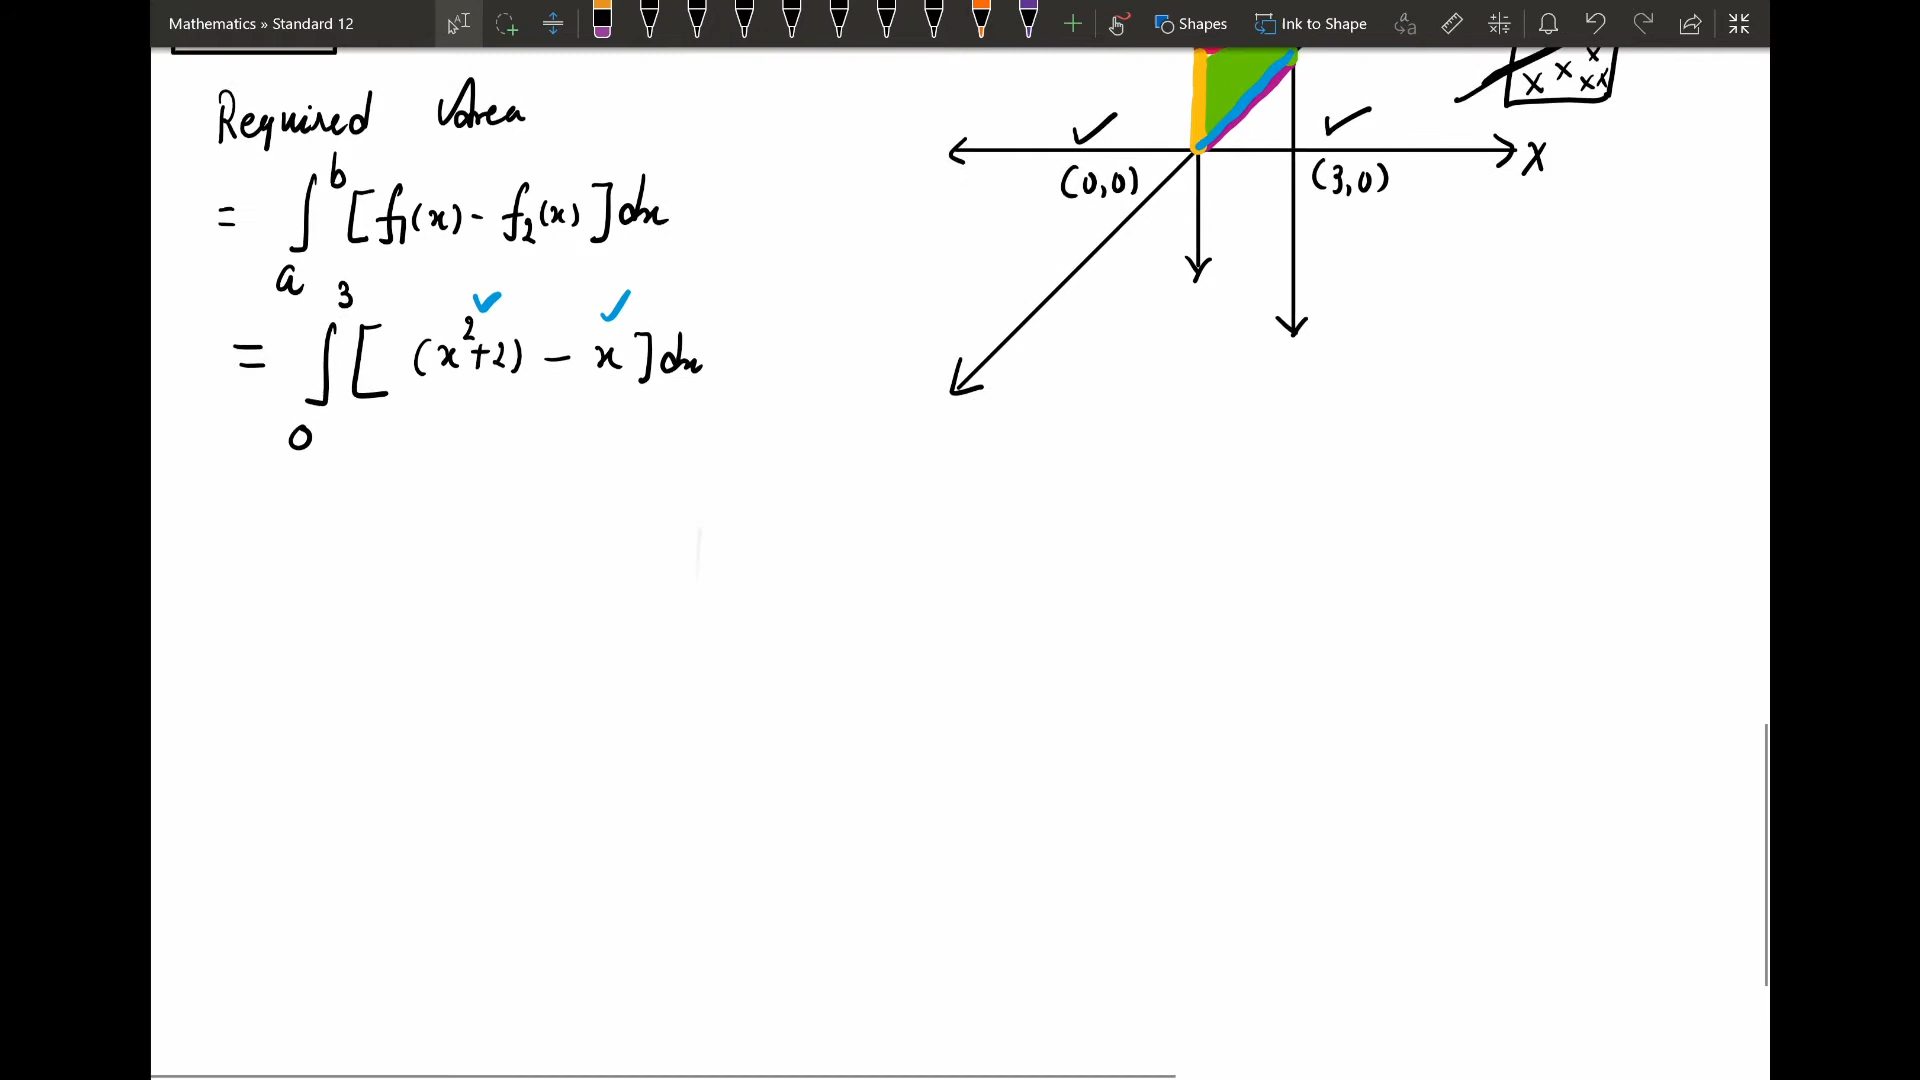 Mathematics » Standard 12
Shapes
Ink to Shape
Required Area
= ∫ₐᵇ [f₁(x) - f₂(x)]dx
= ∫₀³ [(x²+2) - x]dx
x x x xx
(0,0)
(3,0)
X